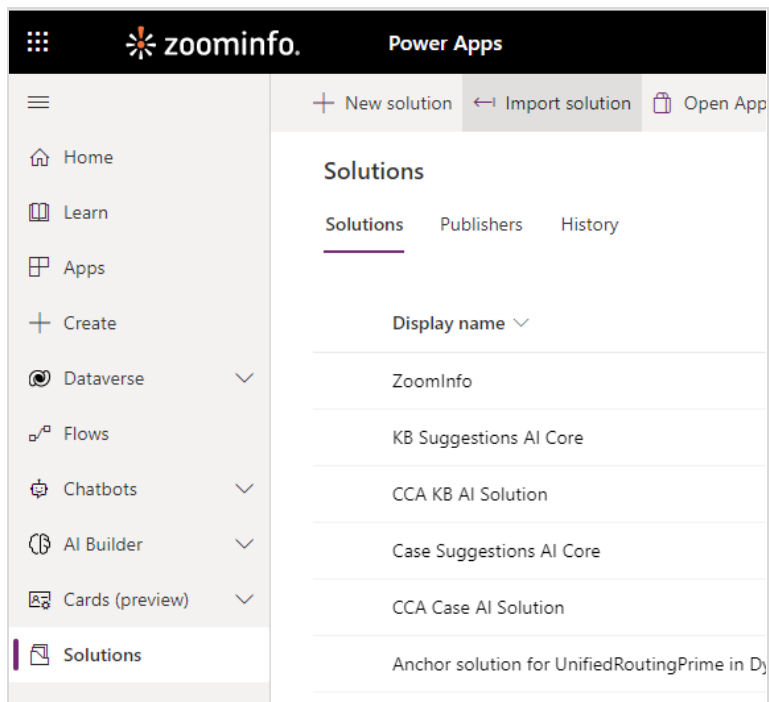 zoominfo. Power Apps
New solution Import solution Open App
Home
Learn
Apps
Create
Dataverse
Flows
Chatbots
AI Builder
Cards (preview)
Solutions
Solutions
Solutions Publishers History
Display name
ZoomInfo
KB Suggestions AI Core
CCA KB AI Solution
Case Suggestions AI Core
CCA Case AI Solution
Anchor solution for UnifiedRoutingPrime in